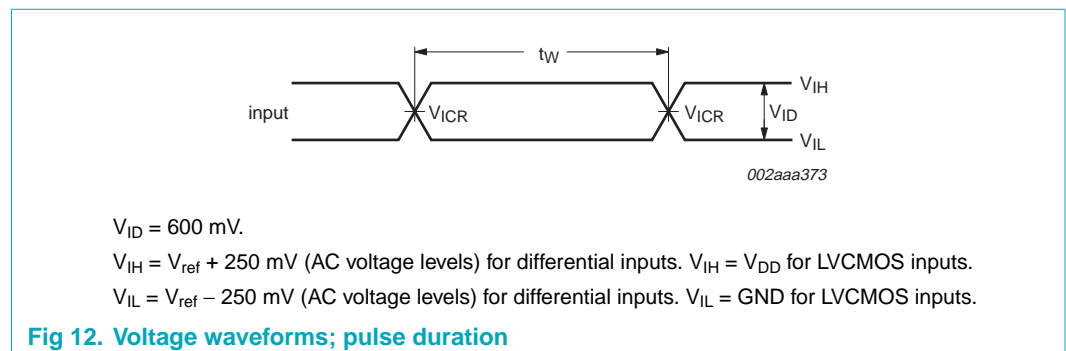 tW
VIH
input
VICR
VICR
VID
VIL
002aaa373
VID = 600 mV.
VIH = Vref + 250 mV (AC voltage levels) for differential inputs. VIH = VDD for LVCMOS inputs.
VIL = Vref − 250 mV (AC voltage levels) for differential inputs. VIL = GND for LVCMOS inputs.
Fig 12. Voltage waveforms; pulse duration